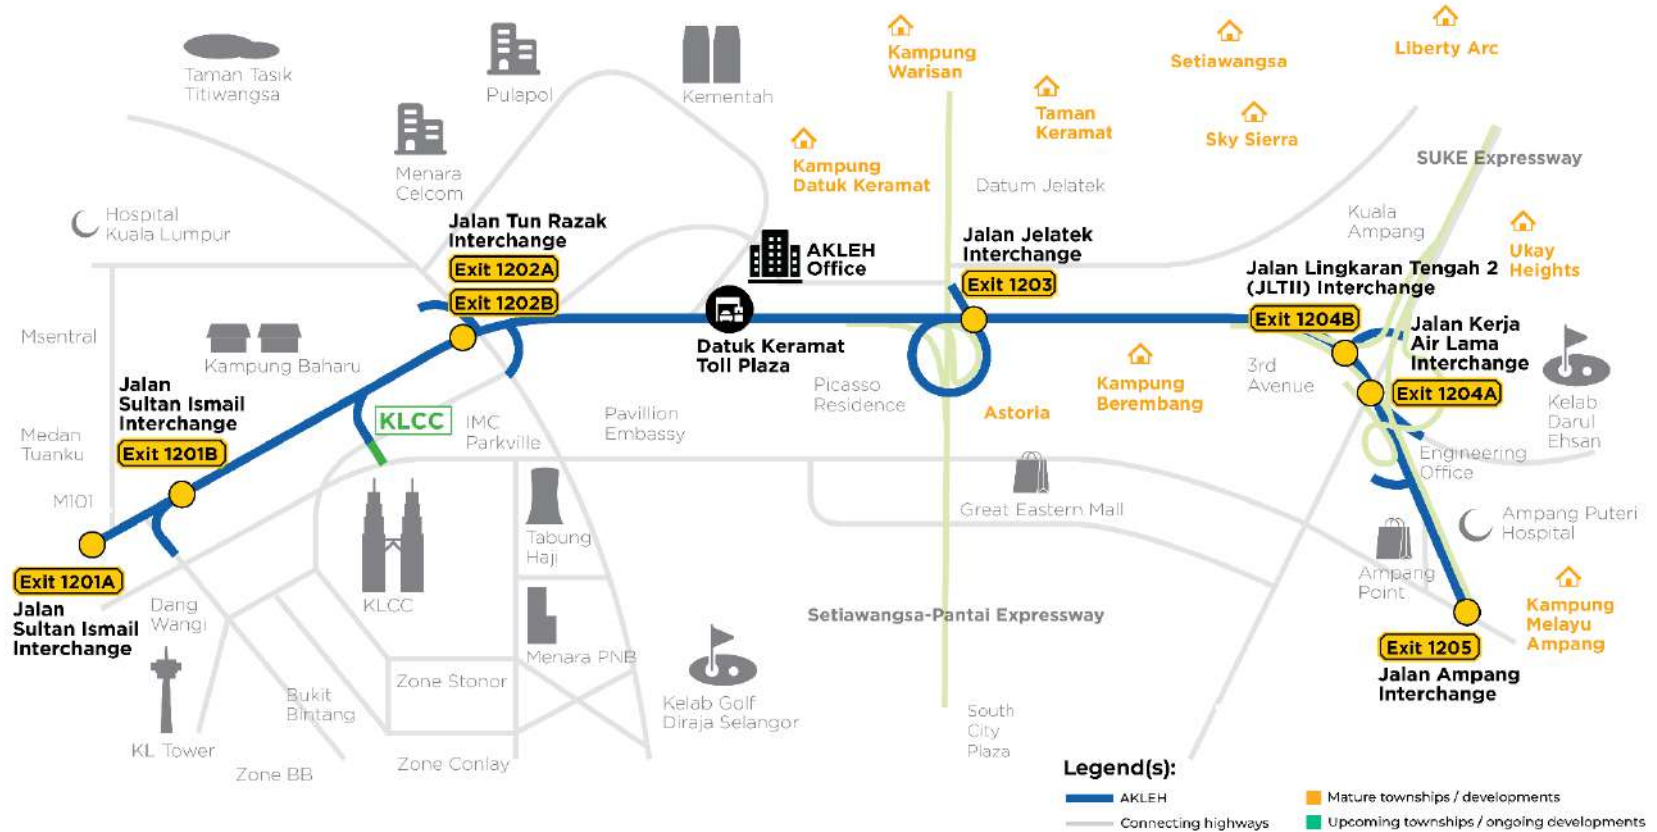 Taman Tasik
Titiwangsa
Pulapol
Kementah
Kampung
Warisan
Setiawangsa
Liberty Arc
Taman
Keramat
Sky Sierra
Menara
Celcom
Kampung
Datuk Keramat
Datum Jelatek
SUKE Expressway
Hospital
Kuala Lumpur
Kuala
Ampang
Ukay
Heights
Jalan Tun Razak
Interchange
Exit 1202A
Exit 1202B
AKLEH
Office
Jalan Jelatek
Interchange
Exit 1203
Jalan Lingkaran Tengah 2
(JLTII) Interchange
Exit 1204B
Jalan Kerja
Air Lama
Interchange
Exit 1204A
Msentral
Kampung Baharu
Datuk Keramat
Toll Plaza
Picasso
Residence
Astoria
Kampung
Berembang
3rd
Avenue
Kelab
Darul
Ehsan
Jalan
Sultan Ismail
Interchange
Exit 1201B
KLCC
IMC
Parkville
Pavillion
Embassy
Medan
Tuanku
M101
Engineering
Office
Great Eastern Mall
Ampang Puteri
Hospital
Tabung
Haji
Exit 1201A
Jalan
Sultan Ismail
Interchange
Dang
Wangi
KLCC
Ampang
Point
Kampung
Melayu
Ampang
Setiawangsa-Pantai Expressway
Exit 1205
Jalan Ampang
Interchange
Menara PNB
Zone Stonor
Bukit
Bintang
Kelab Golf
Diraja Selangor
South
City
Plaza
KL Tower
Zone BB
Zone Conlay
Legend(s):
AKLEH
Connecting highways
Mature townships / developments
Upcoming townships / ongoing developments